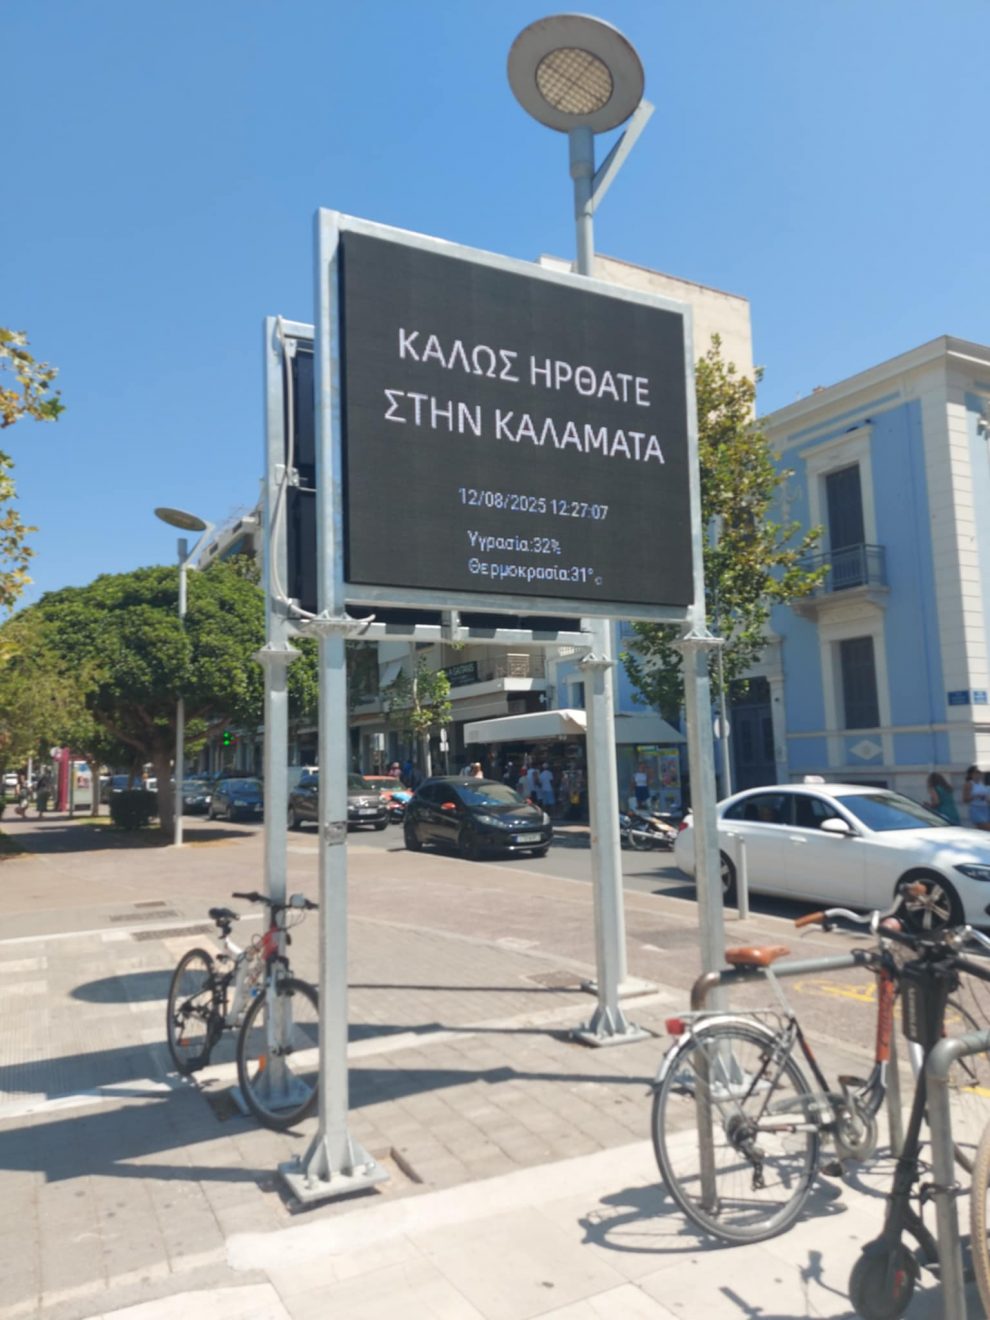 ΚΑΛΩΣ ΗΡΘΑΤΕ
ΣΤΗΝ ΚΑΛΑΜΑΤΑ
12/08/2025 12:27:07
Υγρασία:32%
Θερμοκρασία:31°c